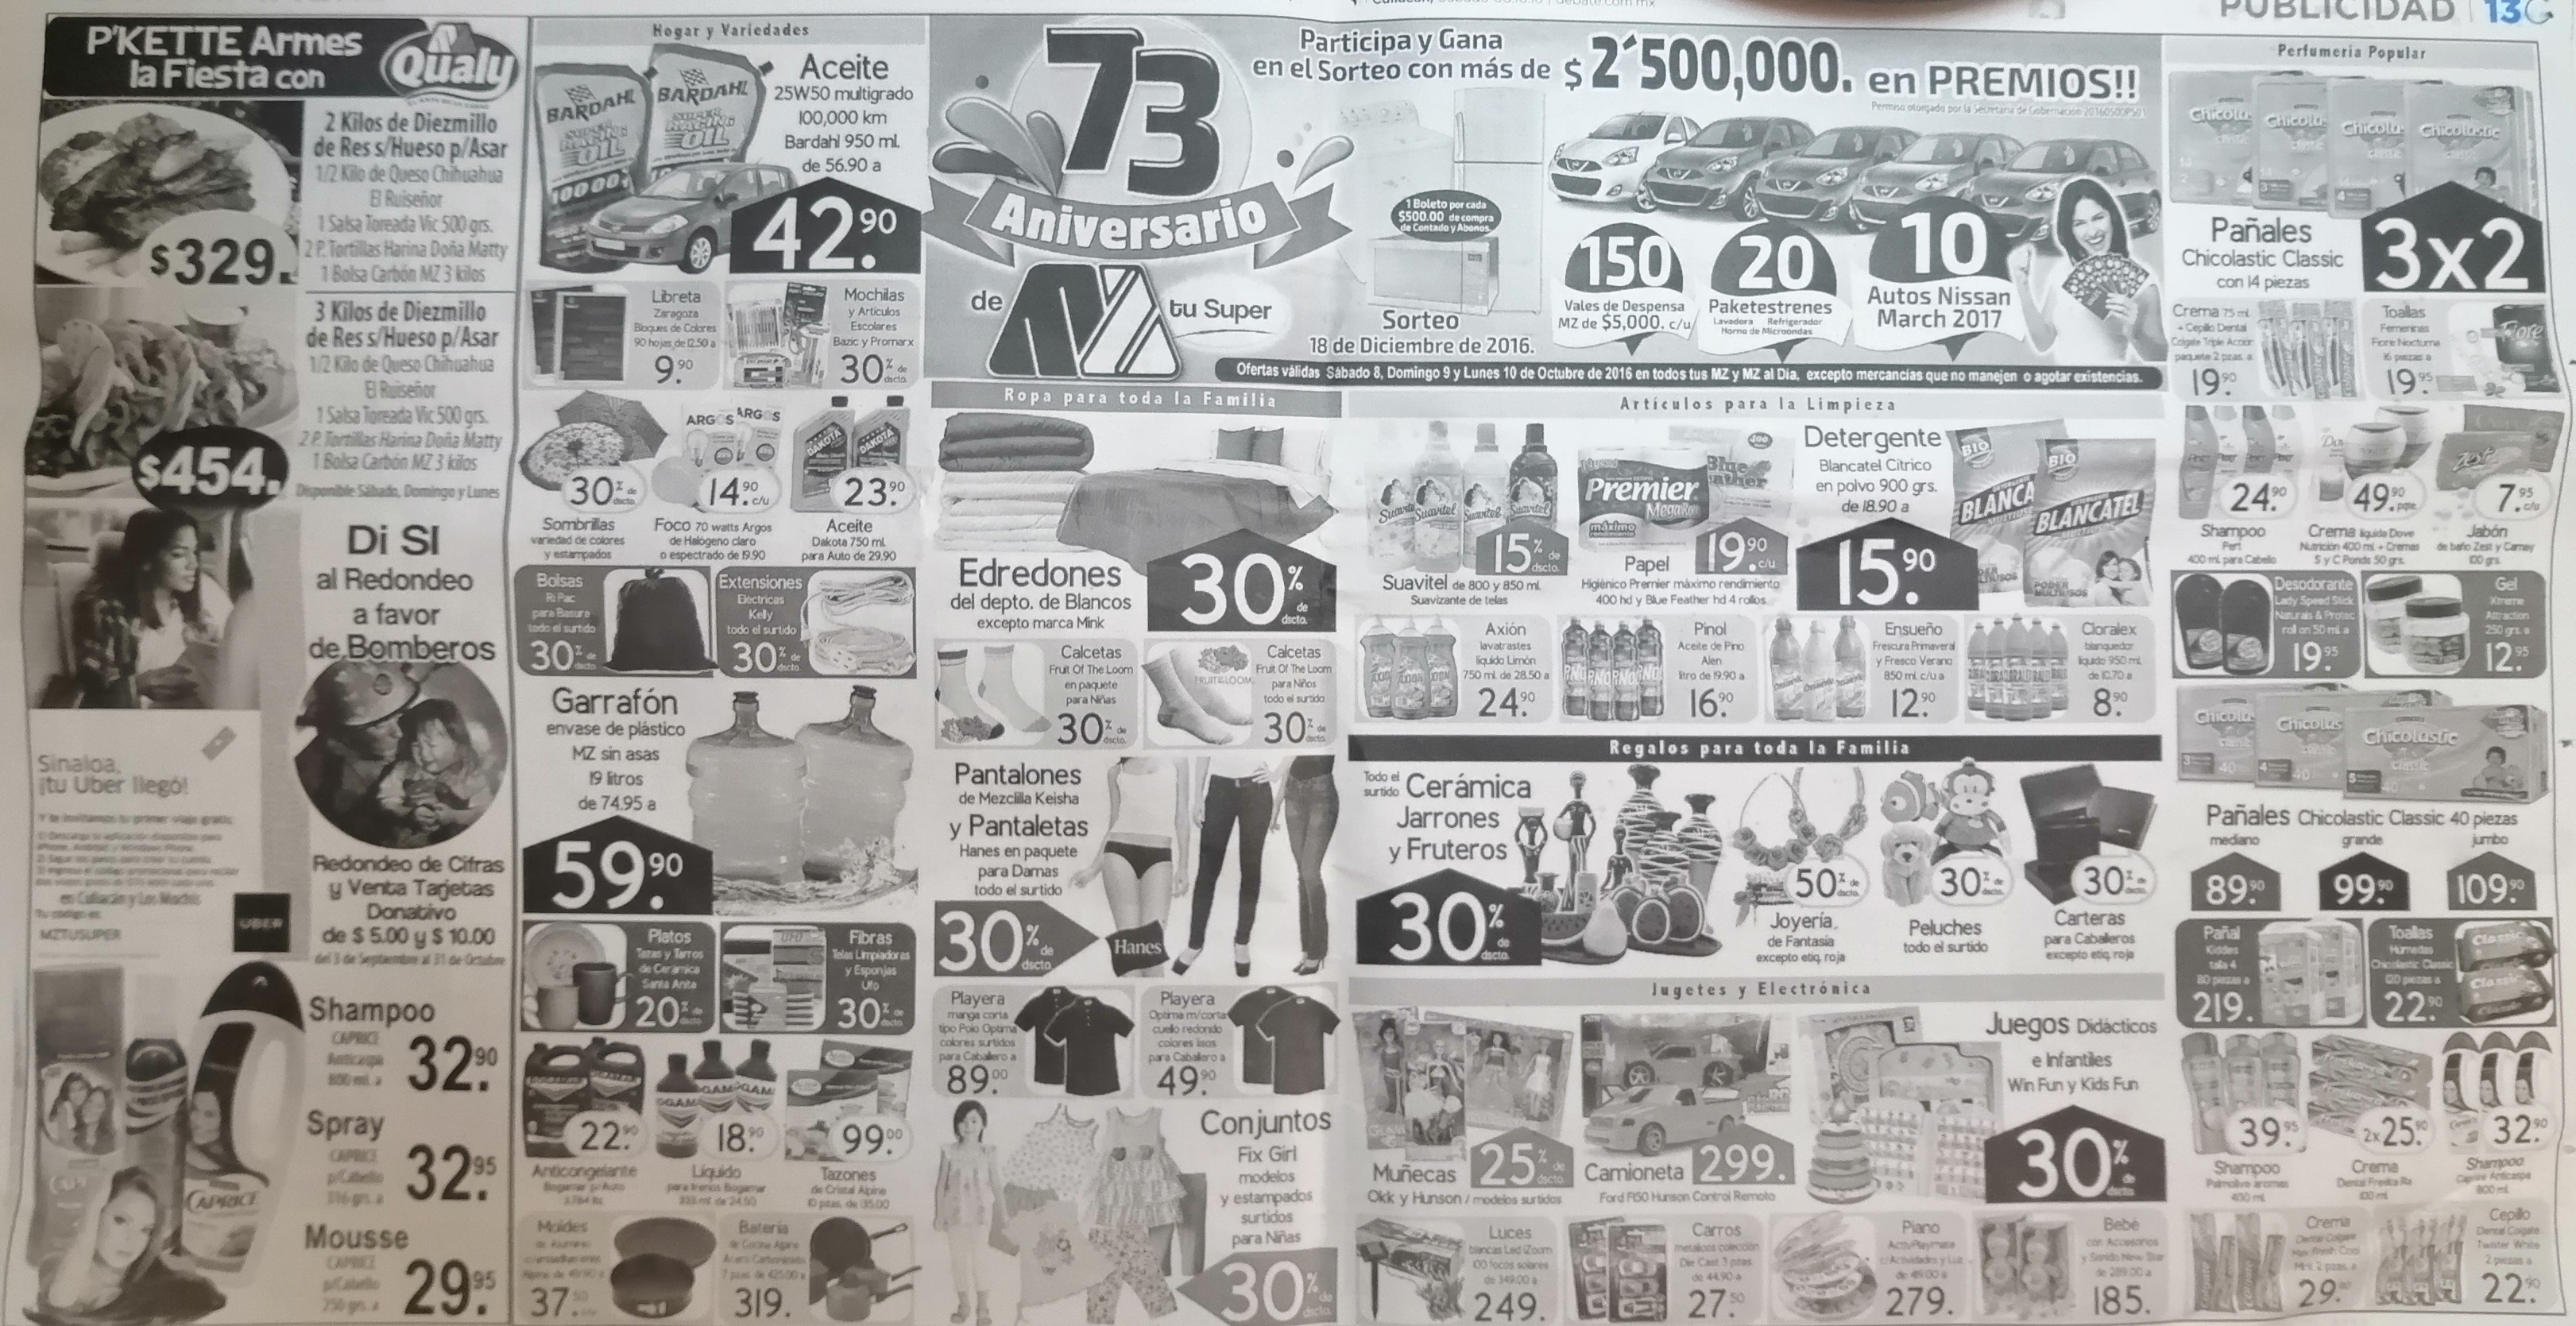 PUBLICIDAD 13
P'KETTE Armes
la Fiesta con
Qualy
2 Kilos de Diezmillo
de Res s/Hueso p/Asar
1/2 Kilo de Queso Chihuahua
El Ruiseñor
1 Salsa Toreada Vic 500 grs.
2 P. Tortillas Harina Doña Matty
1 Bolsa Carbón MZ 3 kilos
$329.
3 Kilos de Diezmillo
de Res s/Hueso p/Asar
1/2 Kilo de Queso Chihuahua
El Ruiseñor
1 Salsa Toreada Vic 500 grs.
2 P. Tortillas Harina Doña Matty
1 Bolsa Carbón MZ 3 kilos
$454.
Disponible Sábado, Domingo y Lunes
Di SI
al Redondeo
a favor
de Bomberos
Redondeo de Cifras
y Venta Tarjetas
Donativo
de $ 5.00 y $ 10.00
del 3 de Septiembre al 31 de Octubre
Sinaloa,
¡tu Uber llegó!
Y te invitamos tu primer viaje gratis.
en Culiacán y Los Mochis
Tu código es:
MZTUSUPER
UBER
Shampoo
CAPRICE
Anticaspa
800 ml. a
32.90
Spray
CAPRICE
p/Cabello
316 grs. a
32.95
Mousse
CAPRICE
p/Cabello
250 grs. a
29.95
CAPRICE
Hogar y Variedades
BARDAHL
BARDAHL
Aceite
25W50 multigrado
100,000 km
Bardahl 950 ml.
de 56.90 a
42.90
Libreta
Zaragoza
Bloques de Colores
90 hojas de 12.50 a
9.90
Mochilas
y Artículos
Escolares
Bazic y Promarx
30% de dscto.
30% de dscto.
Sombrillas
variedad de colores
y estampados
ARGOS ARGOS
14.90 c/u
Foco 70 watts Argos
de Halógeno claro
o espectrado de 19.90
DAKOTA
DAKOTA
23.90
Aceite
Dakota 750 ml.
para Auto de 29.90
Bolsas
Ri Pac
para Basura
todo el surtido
30% de dscto.
Extensiones
Eléctricas
Kelly
todo el surtido
30% de dscto.
Garrafón
envase de plástico
MZ sin asas
19 litros
de 74.95 a
59.90
Platos
Tazas y Tarros
de Cerámica
Santa Anita
20% de dscto.
Fibras
Telas Limpiadoras
y Esponjas
Ufo
30% de dscto.
22.90
Anticongelante
Bogamar p/Auto
18.90
Líquido
para frenos Bogamar
333 ml. de 24.50
99.00
Tazones
de Cristal Alpine
10 pzas. de 135.00
Moldes
de Aluminio
37.
Batería
de Cocina Alpine
Acero Carbonizado
7 pzas. de 425.00 a
319.
73
Aniversario
de MZ tu Super
Participa y Gana
en el Sorteo con más de $2'500,000. en PREMIOS!!
Permiso otorgado por la Secretaría de Gobernación 20160500PS01
1 Boleto por cada
$500.00 de compra
de Contado y Abonos.
Sorteo
18 de Diciembre de 2016.
150
Vales de Despensa
MZ de $5,000. c/u
20
Paketestrenes
Lavadora Refrigerador
Horno de Microondas
10
Autos Nissan
March 2017
Ofertas válidas Sábado 8, Domingo 9 y Lunes 10 de Octubre de 2016 en todos tus MZ y MZ al Día, excepto mercancías que no manejen o agotar existencias.
Ropa para toda la Familia
Edredones
del depto. de Blancos
excepto marca Mink
30% de dscto.
Calcetas
Fruit Of The Loom
en paquete
para Niñas
30% de dscto.
Calcetas
Fruit Of The Loom
para Niños
todo el surtido
30% de dscto.
Pantalones
de Mezclilla Keisha
y Pantaletas
Hanes en paquete
para Damas
todo el surtido
30% de dscto.
Hanes
Playera
manga corta
tipo Polo Optima
colores surtidos
para Caballero a
89.00
Playera
Optima m/corta
cuello redondo
colores lisos
para Caballero a
49.90
Conjuntos
Fix Girl
modelos
y estampados
surtidos
para Niñas
30% de dscto.
Artículos para la Limpieza
15% de dscto.
Suavitel de 800 y 850 ml.
Suavizante de telas
Premier
19.90 c/u
Papel
Higiénico Premier máximo rendimiento
400 hd y Blue Feather hd 4 rollos
Detergente
Blancatel Cítrico
en polvo 900 grs.
de 18.90 a
15.90
BIO BLANCATEL
Axión
lavatrastes
líquido Limón
750 ml. de 28.50 a
24.90
Pinol
Aceite de Pino
Alen
litro de 19.90 a
16.90
Ensueño
Frescura Primaveral
y Fresco Verano
850 ml. c/u a
12.90
Cloralex
blanqueador
líquido 950 ml.
de 10.70 a
8.90
Regalos para toda la Familia
Todo el
surtido Cerámica
Jarrones
y Fruteros
30% de dscto.
50% de dscto.
Joyería
de Fantasía
excepto etiq. roja
30% de dscto.
Peluches
todo el surtido
30% de dscto.
Carteras
para Caballeros
excepto etiq. roja
Jugetes y Electrónica
Muñecas 25% de dscto.
Okk y Hunson / modelos surtidos
Camioneta 299.
Ford F150 Hunson Control Remoto
Juegos Didácticos
e Infantiles
Win Fun y Kids Fun
30% de dscto.
Luces
blancas Led Zoom
100 focos solares
de 349.00 a
249.
Carros
metálicos colección
Die Cast 3 pzas.
de 44.90 a
27.50
Piano
c/Actividades y Luz
279.
Bebé
con Accesorios
y Sonido New Star
de 289.00 a
185.
Perfumería Popular
Pañales
Chicolastic Classic
con 14 piezas
3x2
Crema 75 ml.
+ Cepillo Dental
Colgate Triple Acción
paquete 2 pzas. a
19.90
Toallas
Femeninas
Fiore Nocturna
16 piezas a
19.95
24.90
Shampoo
Pert
400 ml. para Cabello
49.90 pqte.
Crema líquida Dove
Nutrición 400 ml. + Cremas
S y C Ponds 50 grs.
7.95 c/u
Jabón
de baño Zest y Camay
100 grs.
Desodorante
Lady Speed Stick
Naturals & Protec
roll on 50 ml. a
19.95
Gel
Xtreme
Attraction
250 grs. a
12.95
Pañales Chicolastic Classic 40 piezas
mediano grande jumbo
89.90 99.90 109.90
Pañal
Kiddies
talla 4
80 piezas a
219.
Toallas
Húmedas
Chicolastic Classic
120 piezas a
22.90
39.95
Shampoo
Palmolive aromas
400 ml.
2x25.90
Crema
Dental Freska Ra
100 ml.
32.90
Shampoo
Caprice Anticaspa
800 ml.
Crema
Dental Colgate
Max Fresh Cool
Mint 2 pzas. a
29.
Cepillo
Dental Colgate
Twister White
2 piezas a
22.90